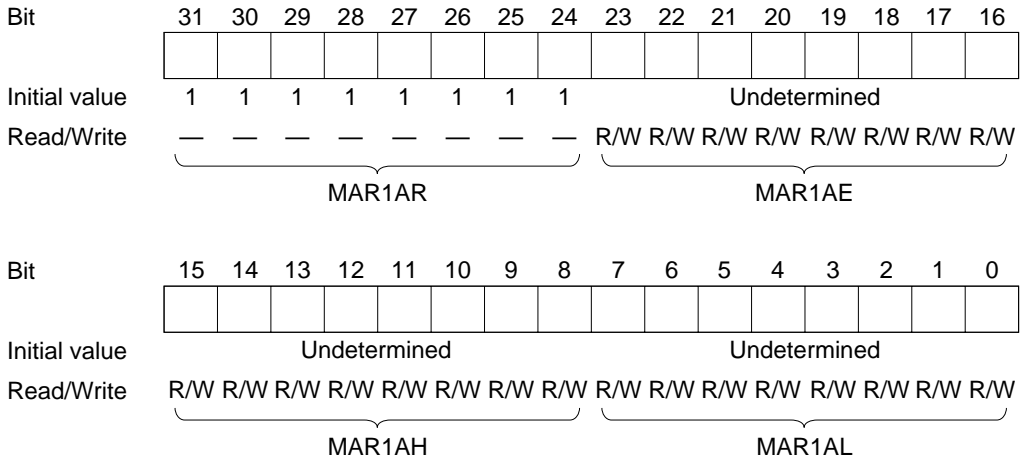 Bit 31 30 29 28 27 26 25 24 23 22 21 20 19 18 17 16
Initial value 1 1 1 1 1 1 1 1 Undetermined
Read/Write — — — — — — — — R/W R/W R/W R/W R/W R/W R/W R/W
MAR1AR MAR1AE
Bit 15 14 13 12 11 10 9 8 7 6 5 4 3 2 1 0
Initial value Undetermined Undetermined
Read/Write R/W R/W R/W R/W R/W R/W R/W R/W R/W R/W R/W R/W R/W R/W R/W R/W
MAR1AH MAR1AL